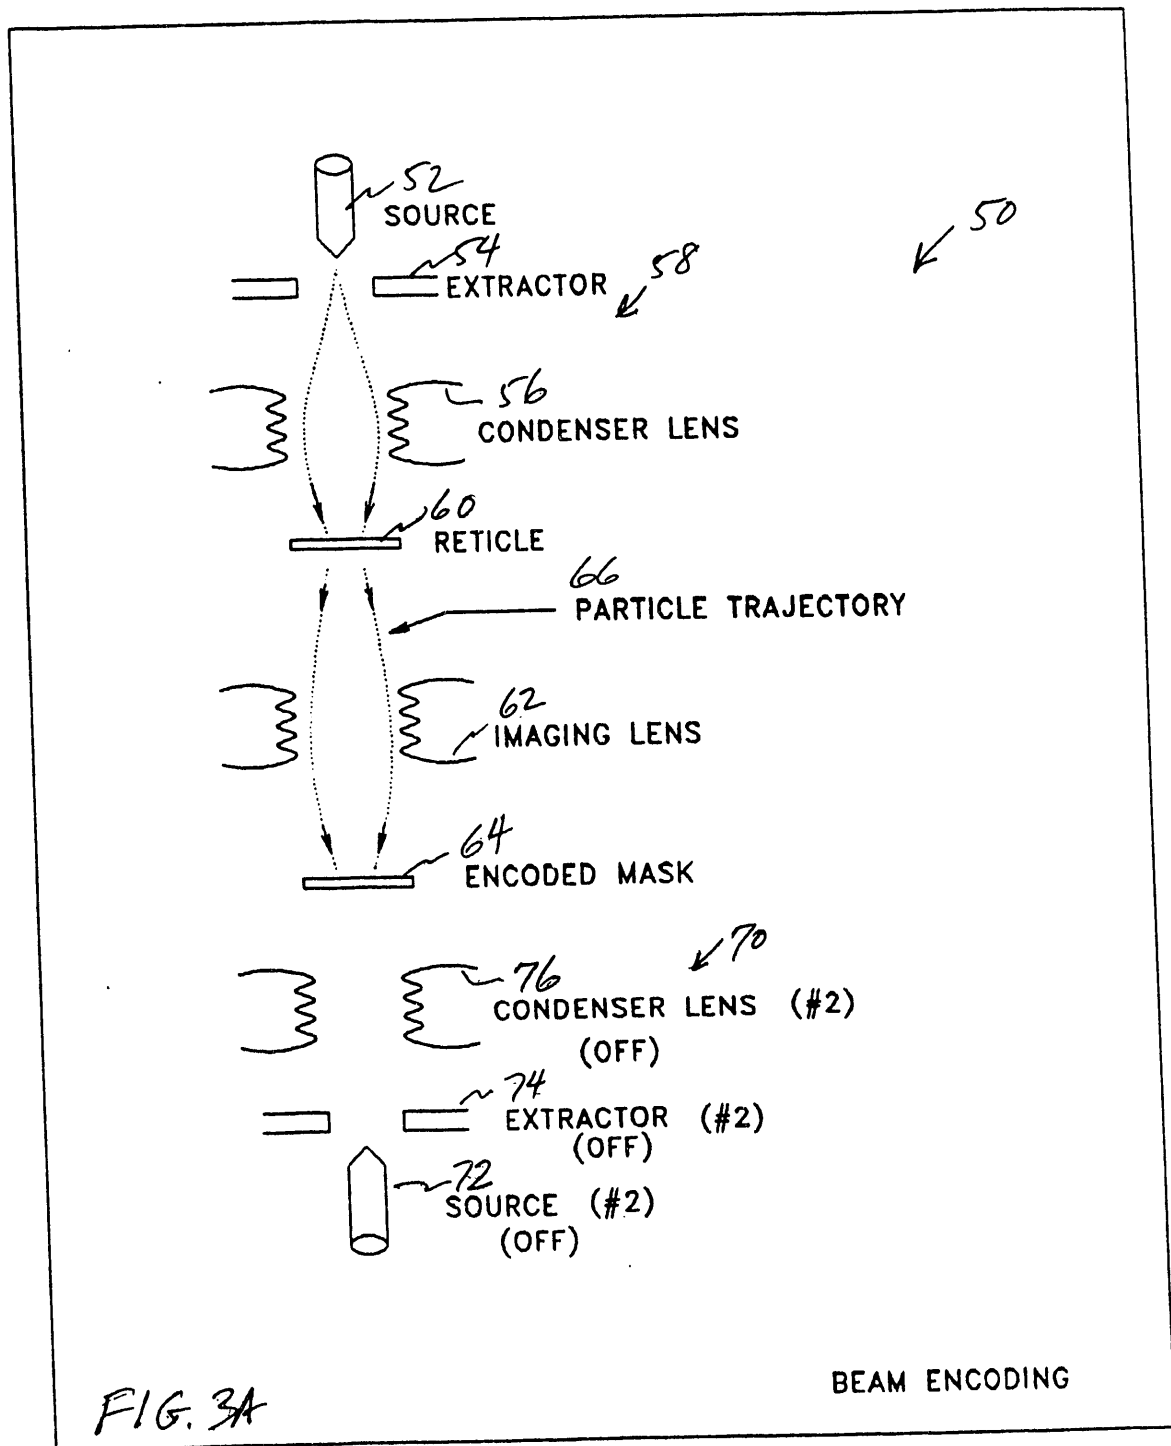 52
SOURCE
54
EXTRACTOR
58
50
56
CONDENSER LENS
60
RETICLE
66
PARTICLE TRAJECTORY
62
IMAGING LENS
64
ENCODED MASK
70
76
CONDENSER LENS (#2)
(OFF)
74
EXTRACTOR (#2)
(OFF)
72
SOURCE (#2)
(OFF)
BEAM ENCODING
FIG. 3A